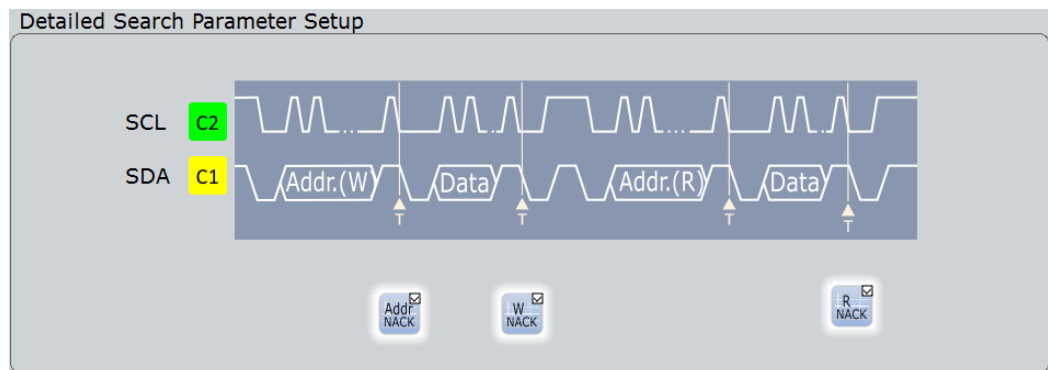 Detailed Search Parameter Setup
SCL C2
SDA C1
Addr.(W) Data Addr.(R) Data
T T T T
Addr
NACK
W
NACK
R
NACK